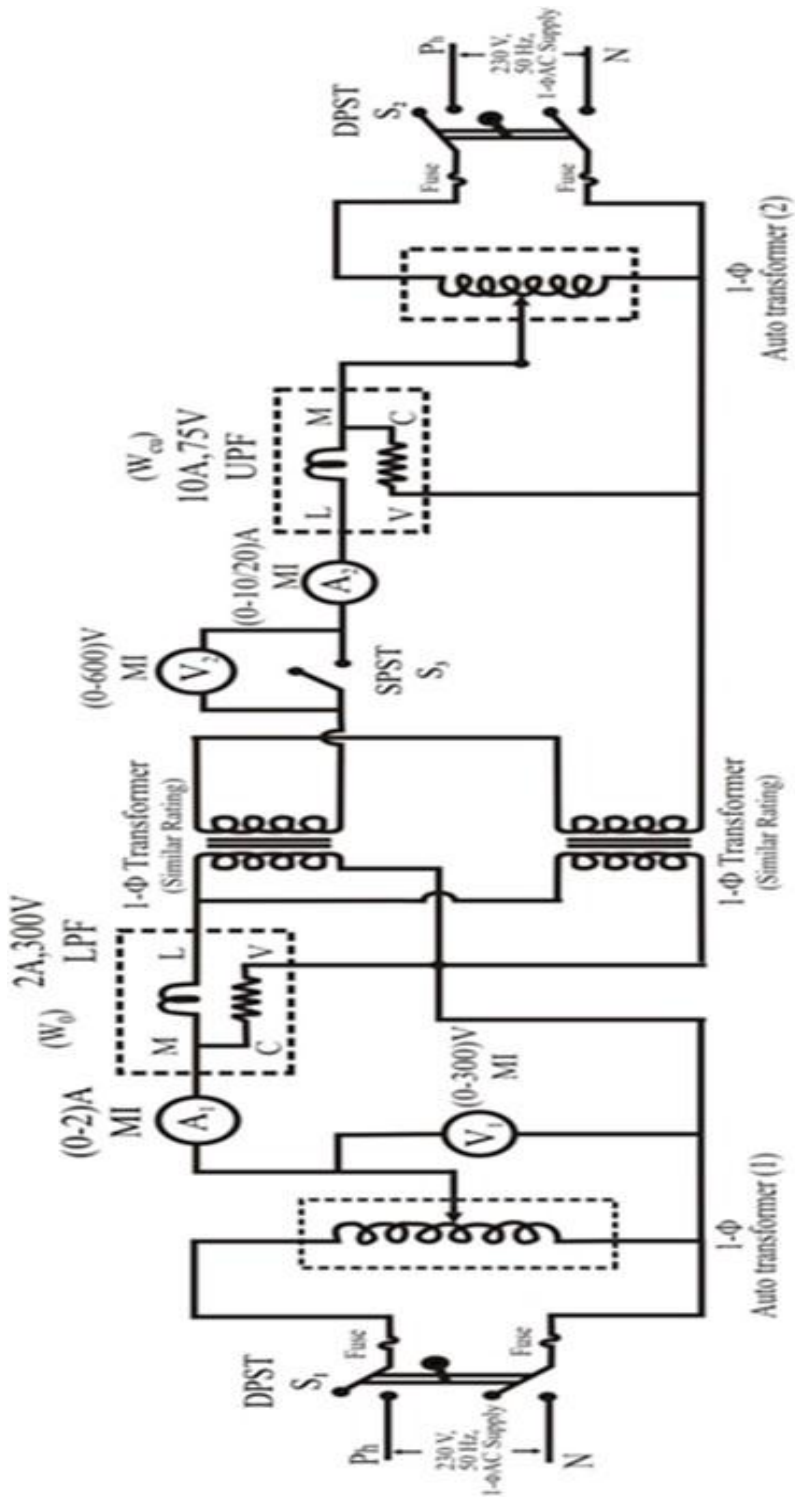 DPST
S₁
Ph
230 V,
50 Hz,
1-ΦAC Supply
N
Fuse
Fuse
1-Φ
Auto transformer (1)
(0-2)A
MI
A₁
(0-300)V
MI
V₁
(W₀)
2A,300V
LPF
M
L
C
V
1-Φ Transformer
(Similar Rating)
1-Φ Transformer
(Similar Rating)
(0-600)V
MI
V₂
SPST
S₃
(0-10/20)A
MI
A₂
(Wcu)
10A,75V
UPF
L
M
V
C
1-Φ
Auto transformer (2)
Fuse
Fuse
DPST
S₂
Ph
230 V,
50 Hz,
1-ΦAC Supply
N